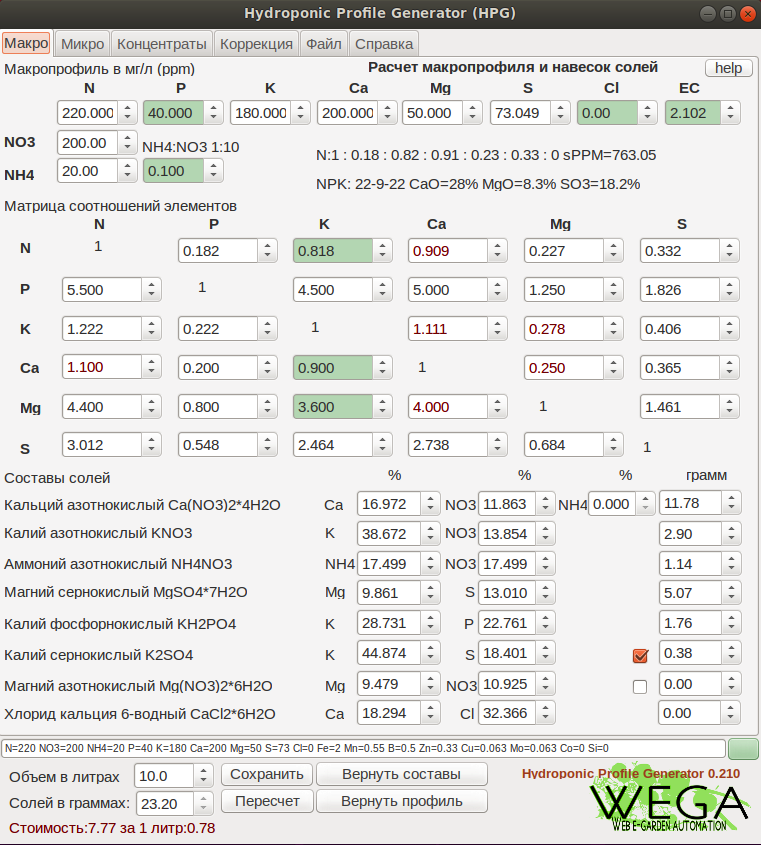 Hydroponic Profile Generator (HPG)
Макро Микро Концентраты Коррекция Файл Справка
Макропрофиль в мг/л (ppm) Расчет макропрофиля и навесок солей help
N P K Ca Mg S Cl EC
220.000 40.000 180.000 200.000 50.000 73.049 0.00 2.102
NO3 200.00 NH4:NO3 1:10
N:1 : 0.18 : 0.82 : 0.91 : 0.23 : 0.33 : 0 sPPM=763.05
NH4 20.00 0.100
NPK: 22-9-22 CaO=28% MgO=8.3% SO3=18.2%
Матрица соотношений элементов
N P K Ca Mg S
N 1 0.182 0.818 0.909 0.227 0.332
P 5.500 1 4.500 5.000 1.250 1.826
K 1.222 0.222 1 1.111 0.278 0.406
Ca 1.100 0.200 0.900 1 0.250 0.365
Mg 4.400 0.800 3.600 4.000 1 1.461
S 3.012 0.548 2.464 2.738 0.684 1
Составы солей % % % грамм
Кальций азотнокислый Ca(NO3)2*4H2O Ca 16.972 NO3 11.863 NH4 0.000 11.78
Калий азотнокислый KNO3 K 38.672 NO3 13.854 2.90
Аммоний азотнокислый NH4NO3 NH4 17.499 NO3 17.499 1.14
Магний сернокислый MgSO4*7H2O Mg 9.861 S 13.010 5.07
Калий фосфорнокислый KH2PO4 K 28.731 P 22.761 1.76
Калий сернокислый K2SO4 K 44.874 S 18.401 0.38
Магний азотнокислый Mg(NO3)2*6H2O Mg 9.479 NO3 10.925 0.00
Хлорид кальция 6-водный CaCl2*6H2O Ca 18.294 Cl 32.366 0.00
N=220 NO3=200 NH4=20 P=40 K=180 Ca=200 Mg=50 S=73 Cl=0 Fe=2 Mn=0.55 B=0.5 Zn=0.33 Cu=0.063 Mo=0.063 Co=0 Si=0
Объем в литрах 10.0 Сохранить Вернуть составы Hydroponic Profile Generator 0.210
Солей в граммах: 23.20 Пересчет Вернуть профиль WEGA
Стоимость:7.77 за 1 литр:0.78 WEB E-GARDEN AUTOMATION